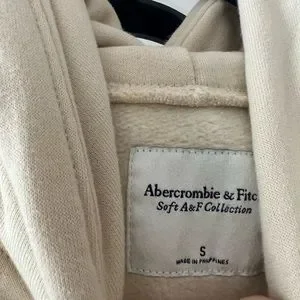 Abercrombie & Fitc
Soft A&F Collection
S
MADE IN PHILIPPINES